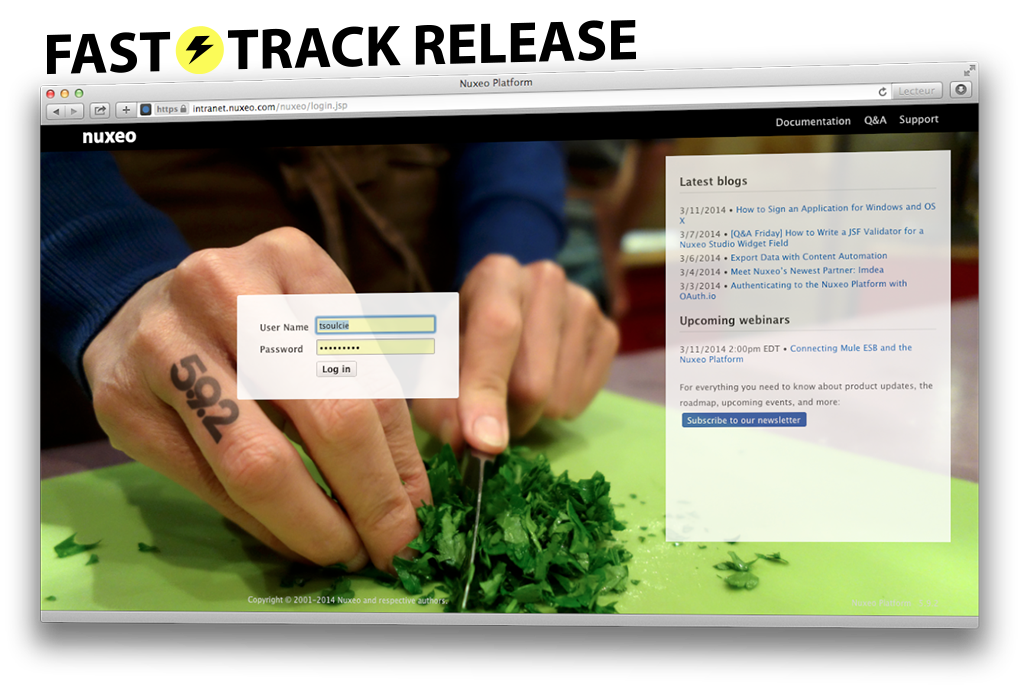 FAST TRACK RELEASE
Nuxeo Platform
https intranet.nuxeo.com/nuxeo/login.jsp
Lecteur
nuxeo
Documentation Q&A Support
Latest blogs
3/11/2014 • How to Sign an Application for Windows and OS
X
3/7/2014 • [Q&A Friday] How to Write a JSF Validator for a
Nuxeo Studio Widget Field
3/6/2014 • Export Data with Content Automation
3/4/2014 • Meet Nuxeo's Newest Partner: Imdea
3/3/2014 • Authenticating to the Nuxeo Platform with
OAuth.io
Upcoming webinars
3/11/2014 2:00pm EDT • Connecting Mule ESB and the
Nuxeo Platform
For everything you need to know about product updates, the
roadmap, upcoming events, and more:
Subscribe to our newsletter
User Name tsoulcie
Password •••••••••
Log in
5.9.2
Copyright © 2001-2014 Nuxeo and respective authors.
Nuxeo Platform